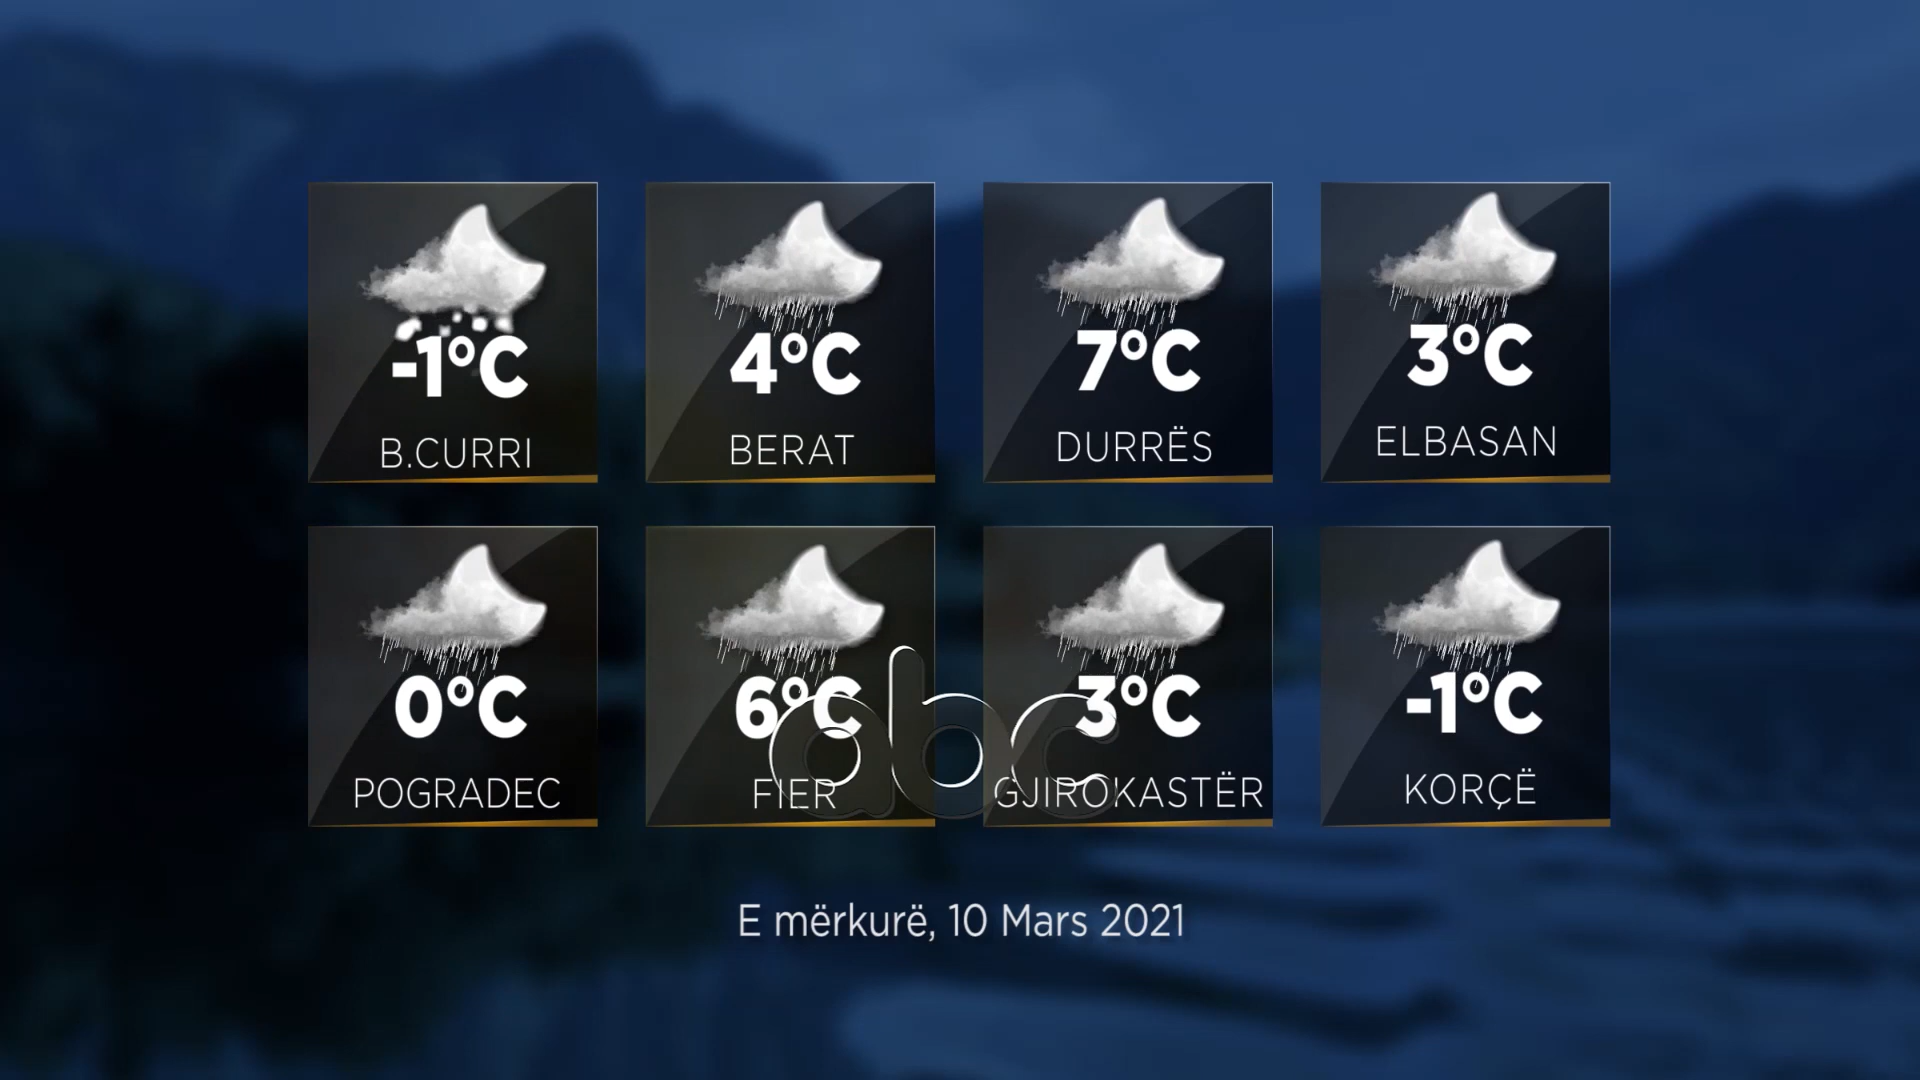 -1°C
B.CURRI
4°C
BERAT
7°C
DURRËS
3°C
ELBASAN
0°C
POGRADEC
6°C
FIER
3°C
GJIROKASTËR
-1°C
KORÇË
abc
E mërkurë, 10 Mars 2021